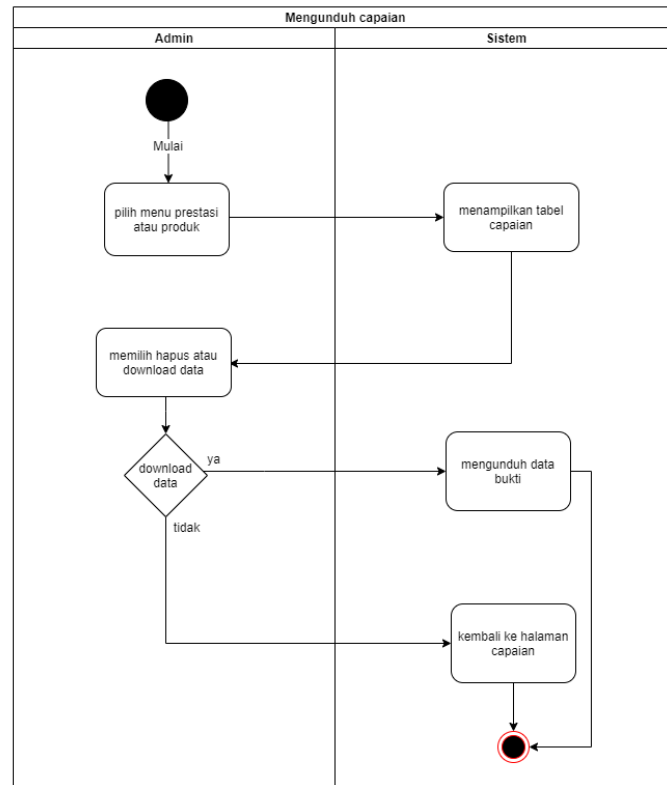 Mengunduh capaian
Admin
Sistem
Mulai
pilih menu prestasi
atau produk
menampilkan tabel
capaian
memilih hapus atau
download data
download
data
ya
mengunduh data
bukti
tidak
kembali ke halaman
capaian